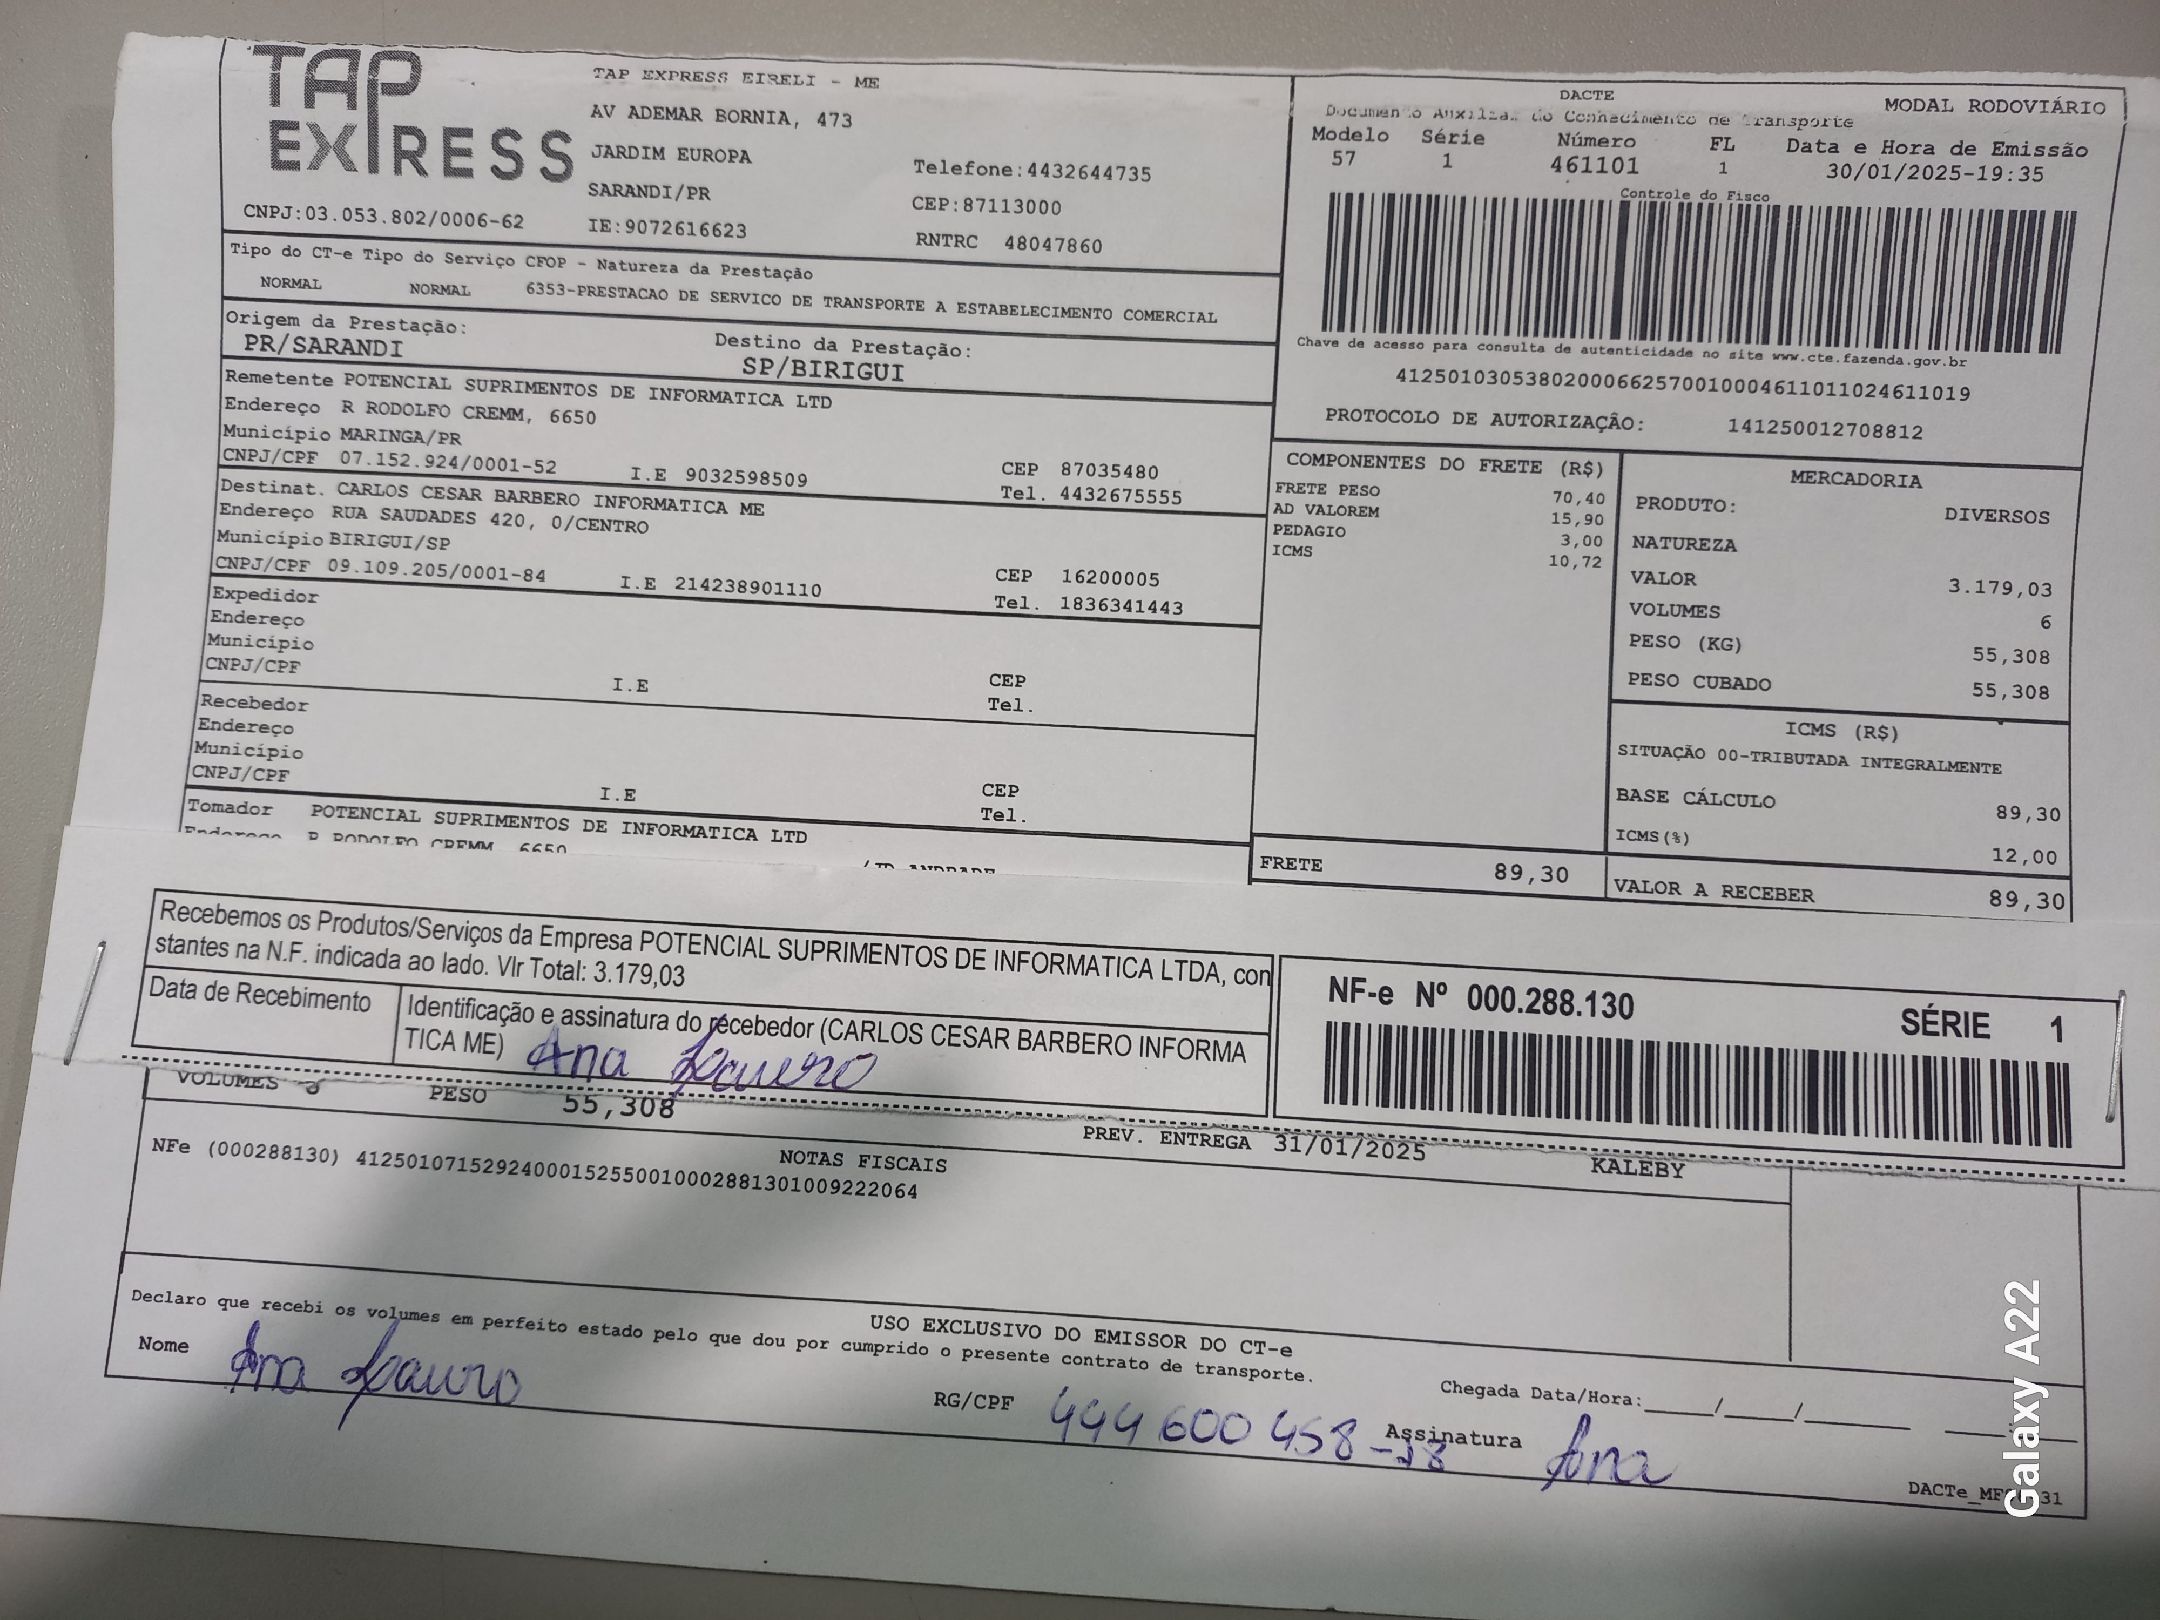 TAP EXPRESS
TAP EXPRESS EIRELI - ME
AV ADEMAR BORNIA, 473
JARDIM EUROPA
Telefone:4432644735
SARANDI/PR
CEP:87113000
CNPJ:03.053.802/0006-62
IE:9072616623
RNTRC 48047860
DACTE
MODAL RODOVIÁRIO
Documento Auxiliar do Conhecimento de Transporte
Modelo Série Número FL Data e Hora de Emissão
57 1 461101 1 30/01/2025-19:35
Controle do Fisco
Chave de acesso para consulta de autenticidade no site www.cte.fazenda.gov.br
41250103053802000662570010004611011024611019
PROTOCOLO DE AUTORIZAÇÃO: 141250012708812
Tipo do CT-e Tipo do Serviço CFOP - Natureza da Prestação
NORMAL NORMAL 6353-PRESTACAO DE SERVICO DE TRANSPORTE A ESTABELECIMENTO COMERCIAL
Origem da Prestação: Destino da Prestação:
PR/SARANDI SP/BIRIGUI
Remetente POTENCIAL SUPRIMENTOS DE INFORMATICA LTD
Endereço R RODOLFO CREMM, 6650
Município MARINGA/PR CEP 87035480
CNPJ/CPF 07.152.924/0001-52 I.E 9032598509 Tel. 4432675555
Destinat. CARLOS CESAR BARBERO INFORMATICA ME
Endereço RUA SAUDADES 420, 0/CENTRO
Município BIRIGUI/SP CEP 16200005
CNPJ/CPF 09.109.205/0001-84 I.E 214238901110 Tel. 1836341443
Expedidor
Endereço
Município CEP
CNPJ/CPF I.E Tel.
Recebedor
Endereço
Município CEP
CNPJ/CPF I.E Tel.
Tomador POTENCIAL SUPRIMENTOS DE INFORMATICA LTD
Endereço R RODOLFO CREMM, 6650 /JD ANDRADE
COMPONENTES DO FRETE (R$)
FRETE PESO 70,40
AD VALOREM 15,90
PEDAGIO 3,00
ICMS 10,72
FRETE 89,30
MERCADORIA
PRODUTO: DIVERSOS
NATUREZA
VALOR 3.179,03
VOLUMES 6
PESO (KG) 55,308
PESO CUBADO 55,308
ICMS (R$)
SITUAÇÃO 00-TRIBUTADA INTEGRALMENTE
BASE CÁLCULO 89,30
ICMS(%) 12,00
VALOR A RECEBER 89,30
Recebemos os Produtos/Serviços da Empresa POTENCIAL SUPRIMENTOS DE INFORMATICA LTDA, con
stantes na N.F. indicada ao lado. Vlr Total: 3.179,03
Data de Recebimento
Identificação e assinatura do recebedor (CARLOS CESAR BARBERO INFORMA
TICA ME) Ana
NF-e Nº 000.288.130
SÉRIE 1
VOLUMES PESO 55,308 PREV. ENTREGA 31/01/2025 KALEBY
NOTAS FISCAIS
NFe (000288130) 41250107152924000152550010002881301009222064
USO EXCLUSIVO DO EMISSOR DO CT-e
Declaro que recebi os volumes em perfeito estado pelo que dou por cumprido o presente contrato de transporte.
Nome Ana
RG/CPF 444 600 458
Chegada Data/Hora:____/____/____
Assinatura Ana
Galaxy A22